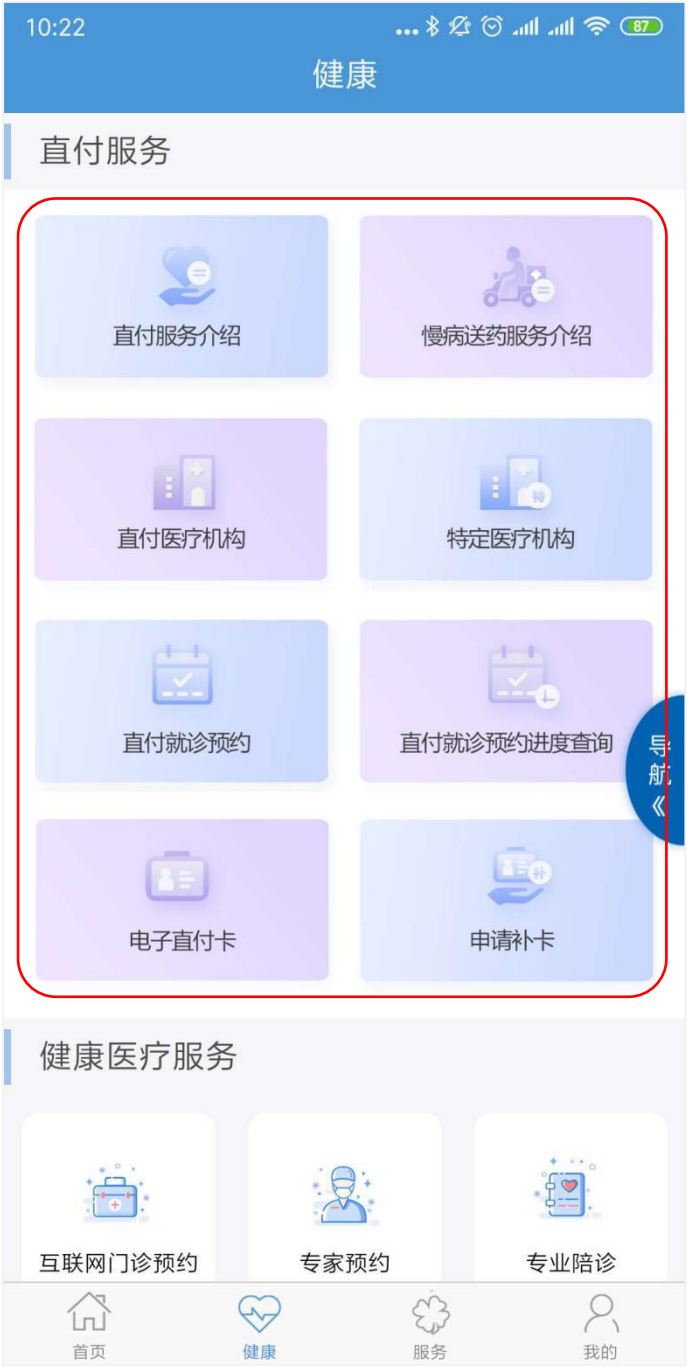 10:22
87
健康
直付服务
直付服务介绍
慢病送药服务介绍
直付医疗机构
特
特定医疗机构
直付就诊预约
直付就诊预约进度查询
导
航
《
电子直付卡
补
申请补卡
健康医疗服务
互联网门诊预约
专家预约
专业陪诊
首页
健康
服务
我的